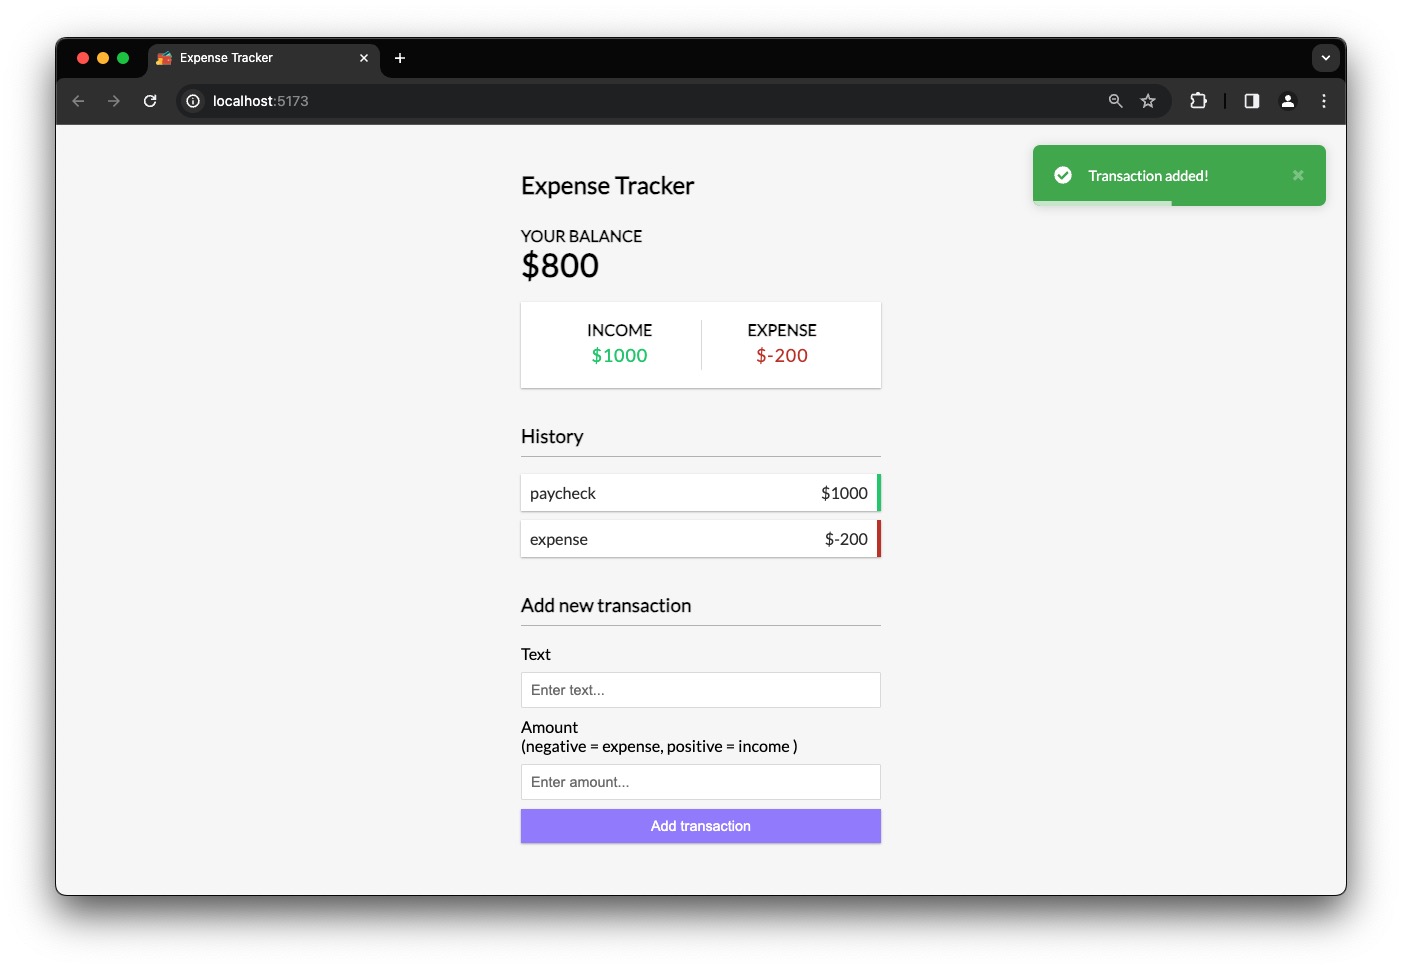 Expense Tracker
localhost:5173
Transaction added!
Expense Tracker
YOUR BALANCE
$800
INCOME
$1000
EXPENSE
$-200
History
paycheck $1000
expense $-200
Add new transaction
Text
Enter text...
Amount
(negative = expense, positive = income )
Enter amount...
Add transaction